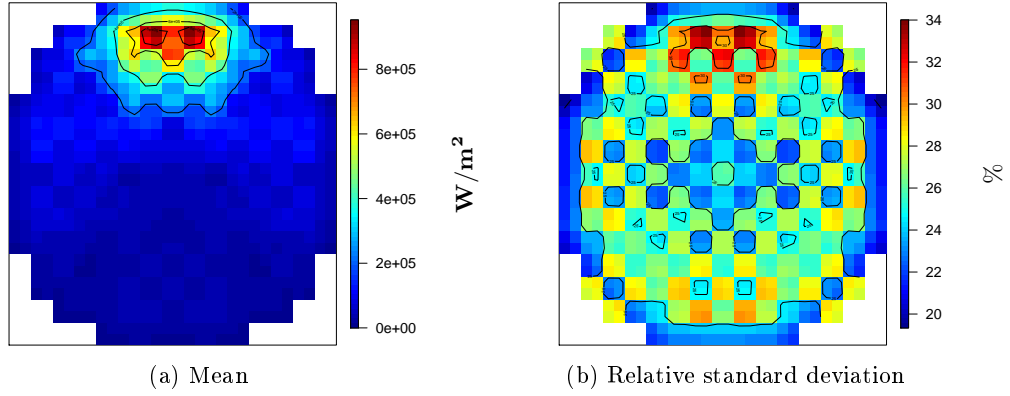 8e+05
6e+05
4e+05
2e+05
0e+00
W/m²
34
32
30
28
26
24
22
20
%
(a) Mean
(b) Relative standard deviation